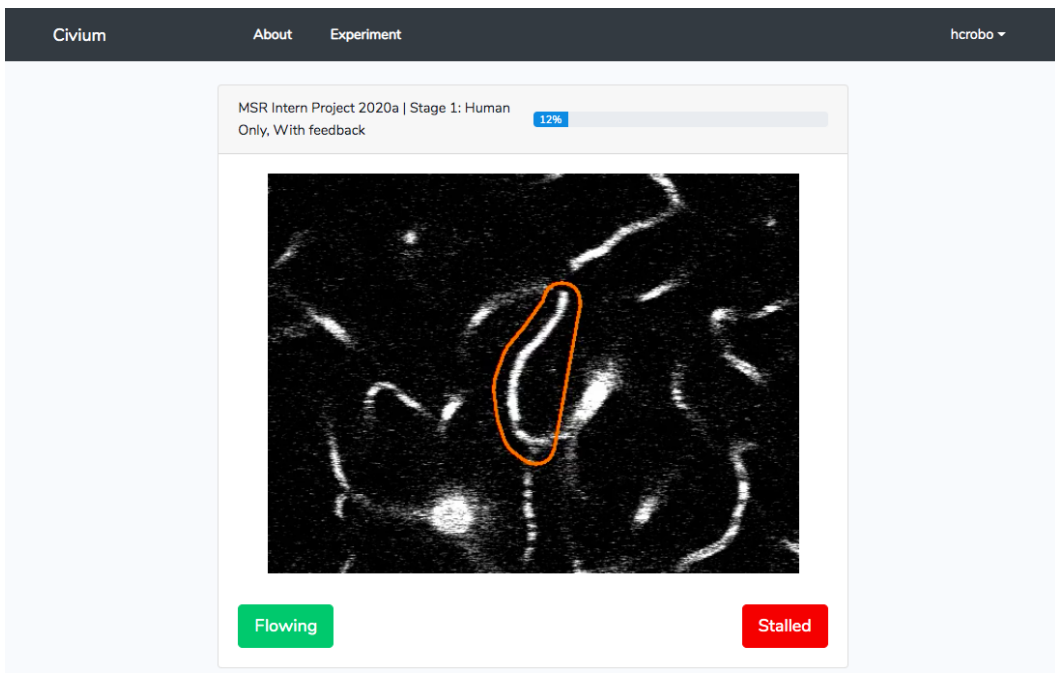 Civium About Experiment hcrobo
MSR Intern Project 2020a | Stage 1: Human
Only, With feedback
12%
Flowing Stalled